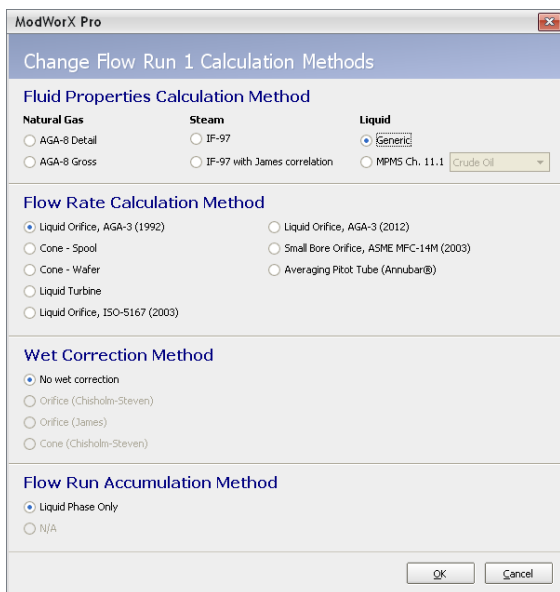 ModWorX Pro
Change Flow Run 1 Calculation Methods
Fluid Properties Calculation Method
Natural Gas Steam Liquid
AGA-8 Detail IF-97 Generic
AGA-8 Gross IF-97 with James correlation MPMS Ch. 11.1 Crude Oil
Flow Rate Calculation Method
Liquid Orifice, AGA-3 (1992) Liquid Orifice, AGA-3 (2012)
Cone - Spool Small Bore Orifice, ASME MFC-14M (2003)
Cone - Wafer Averaging Pitot Tube (Annubar®)
Liquid Turbine
Liquid Orifice, ISO-5167 (2003)
Wet Correction Method
No wet correction
Orifice (Chisholm-Steven)
Orifice (James)
Cone (Chisholm-Steven)
Flow Run Accumulation Method
Liquid Phase Only
N/A
OK Cancel